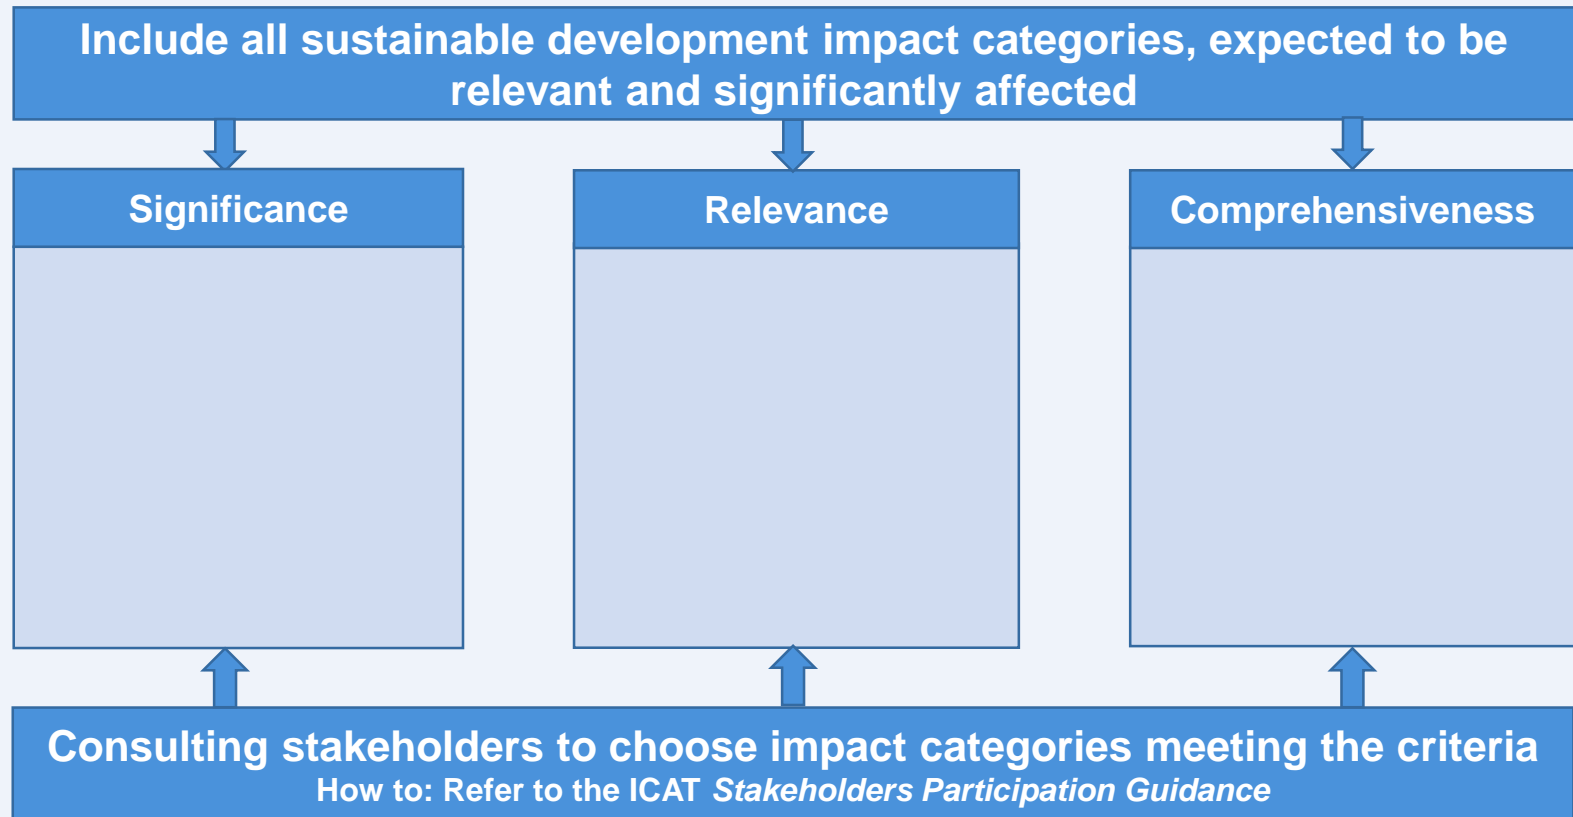 Include all sustainable development impact categories, expected to be
relevant and significantly affected
Significance
Relevance
Comprehensiveness
Consulting stakeholders to choose impact categories meeting the criteria
How to: Refer to the ICAT Stakeholders Participation Guidance